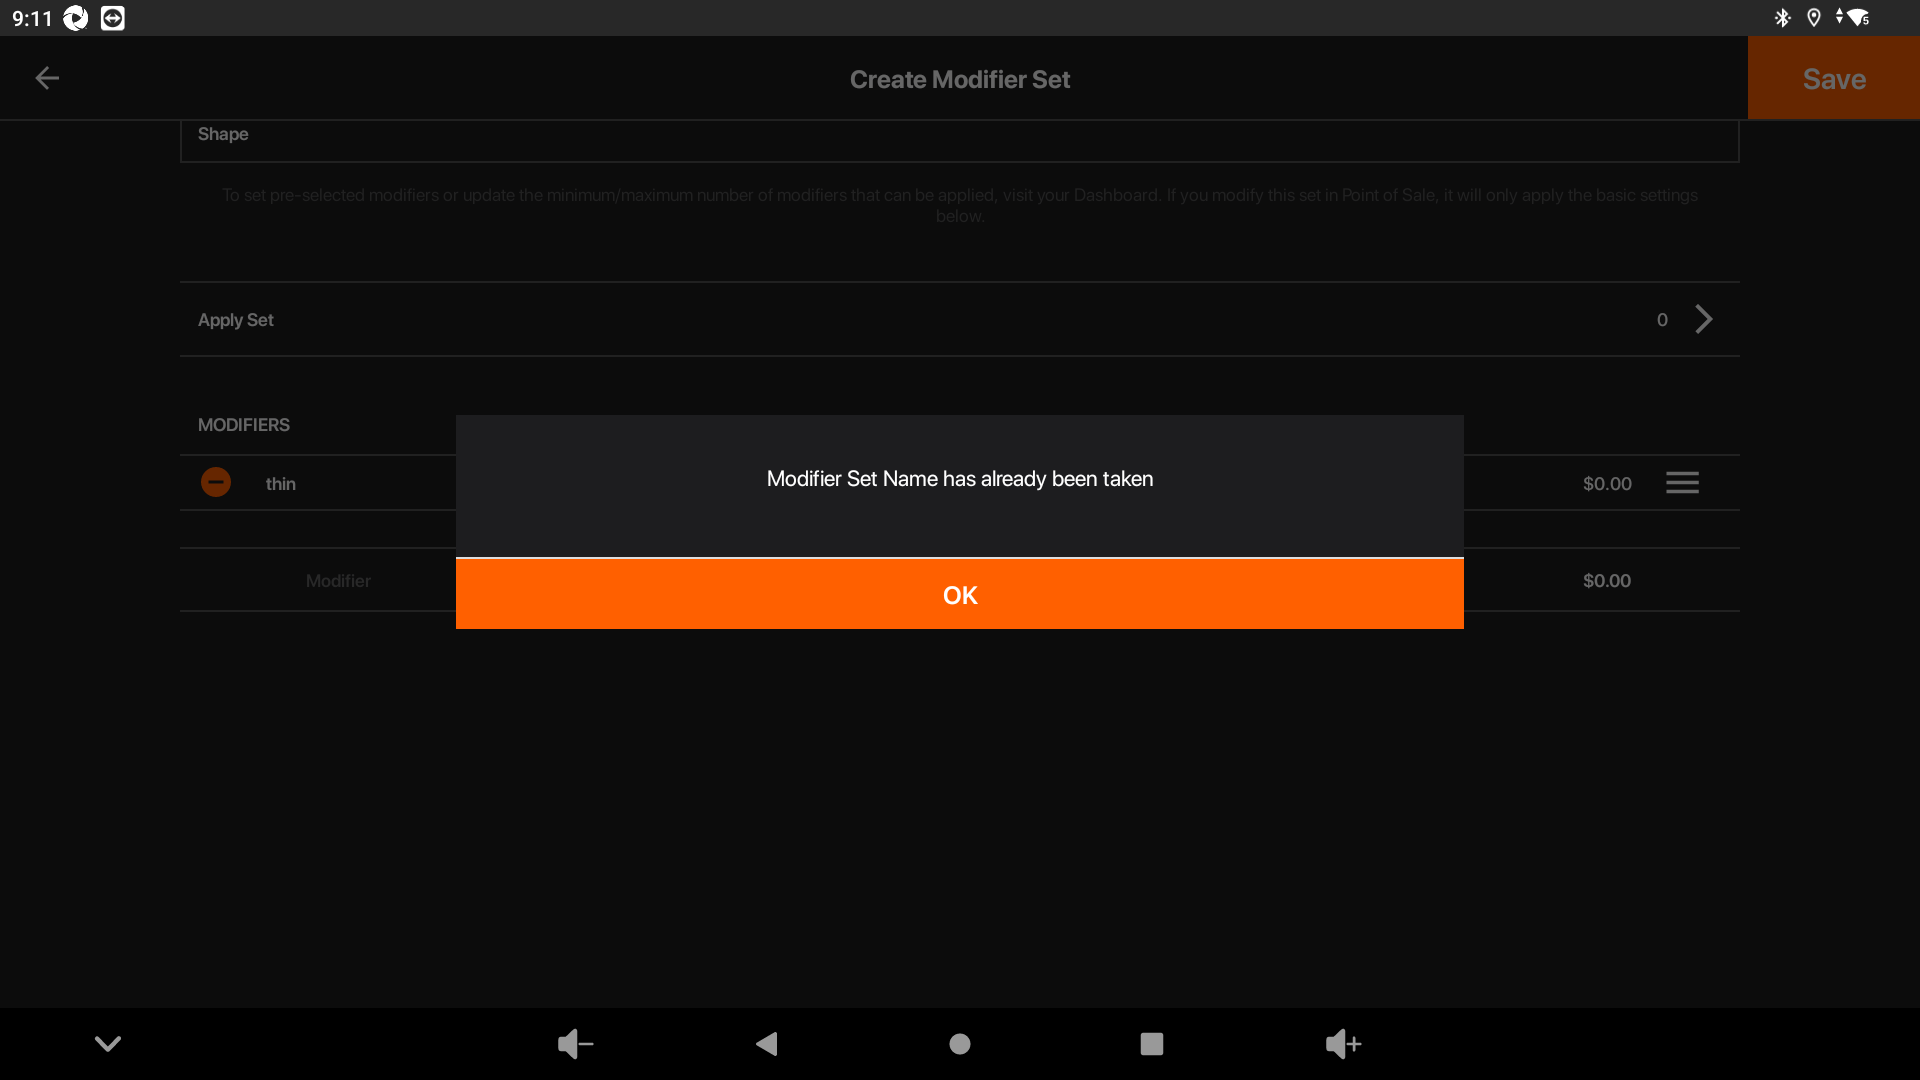 9:11
5
Create Modifier Set
Save
Shape
To set pre-selected modifiers or update the minimum/maximum number of modifiers that can be applied, visit your Dashboard. If you modify this set in Point of Sale, it will only apply the basic settings
below.
Apply Set
0
MODIFIERS
Modifier Set Name has already been taken
thin
$0.00
Modifier
$0.00
OK